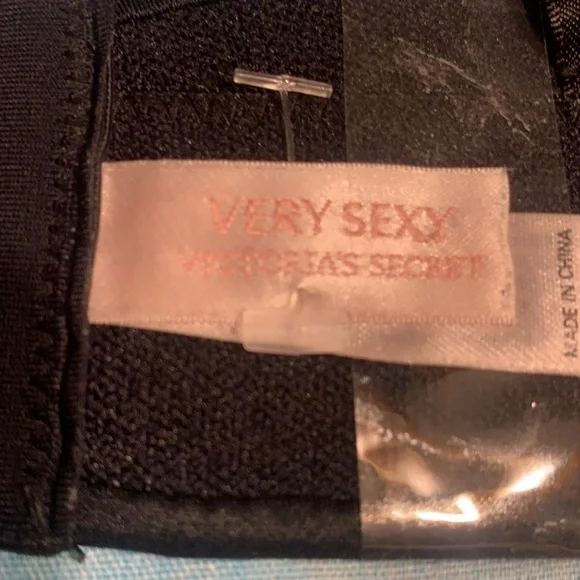 VERY SEXY
VICTORIA'S SECRET
MADE IN CHINA